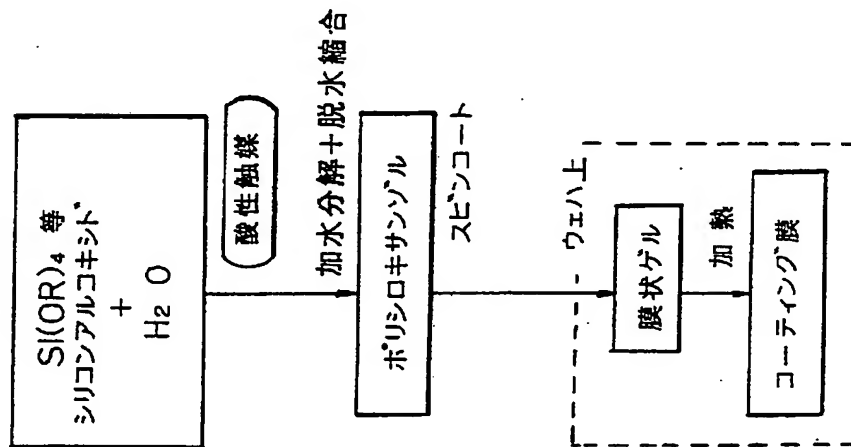 SI(OR)₄ 等
シリコンアルコキシド
+
H₂O
酸性触媒
加水分解+脱水縮合
ポリシロキサンゾル
スピンコート
ウェハ上
膜状ゲル
加熱
コーティング膜